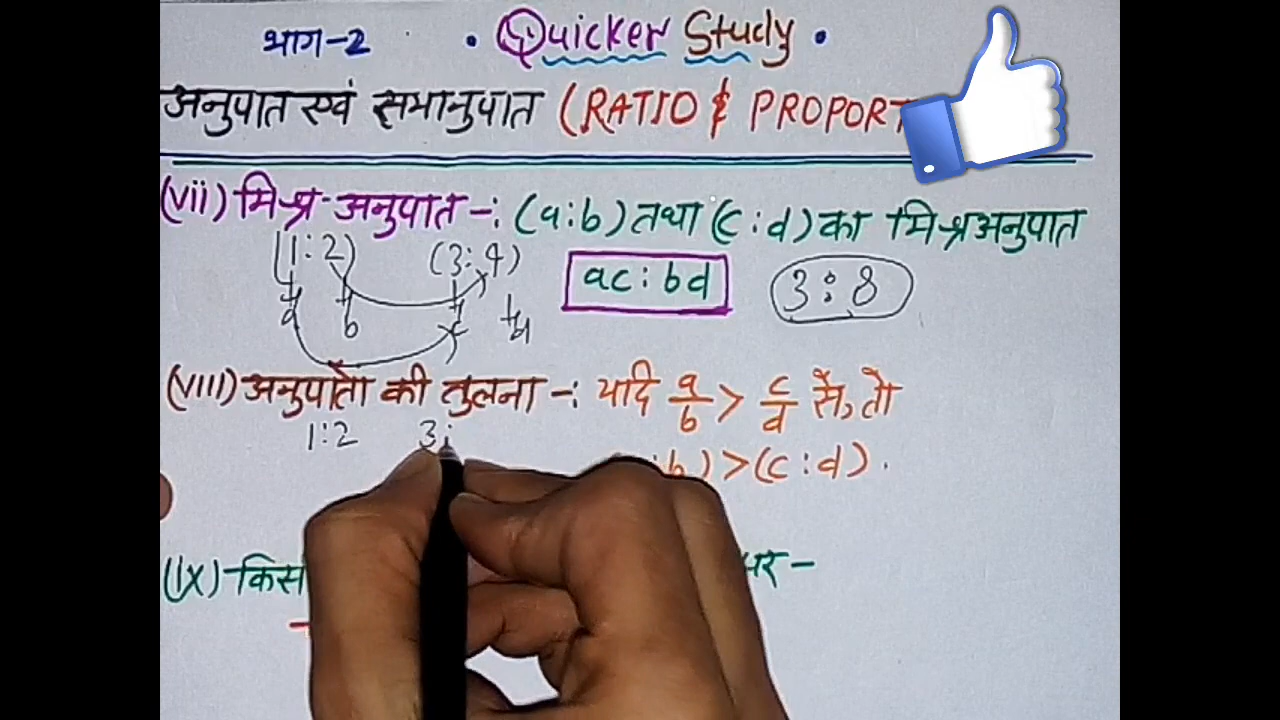 भाग-2 . Quicker Study .
अनुपात एवं समानुपात (RATIO & PROPORT
(vii) मिश्र-अनुपात -: (a:b) तथा (c:d) का मिश्रअनुपात
(1:2) (3:4) ac:bd 3:8
a b c d
(viii) अनुपातो की तुलना -: यदि a/b > c/d से, तो
1:2 3: :b) > (c:d).
(ix) किस पर -